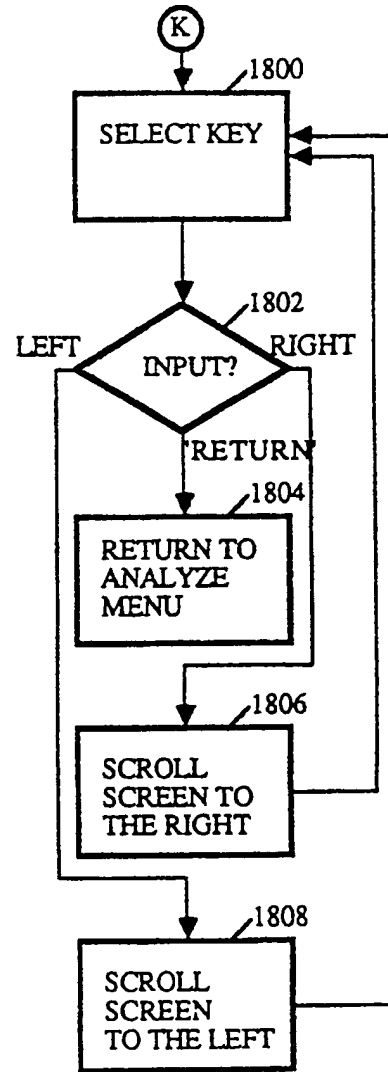 K
1800
SELECT KEY
1802
LEFT
INPUT?
RIGHT
'RETURN'
1804
RETURN TO
ANALYZE
MENU
1806
SCROLL
SCREEN TO
THE RIGHT
1808
SCROLL
SCREEN
TO THE LEFT